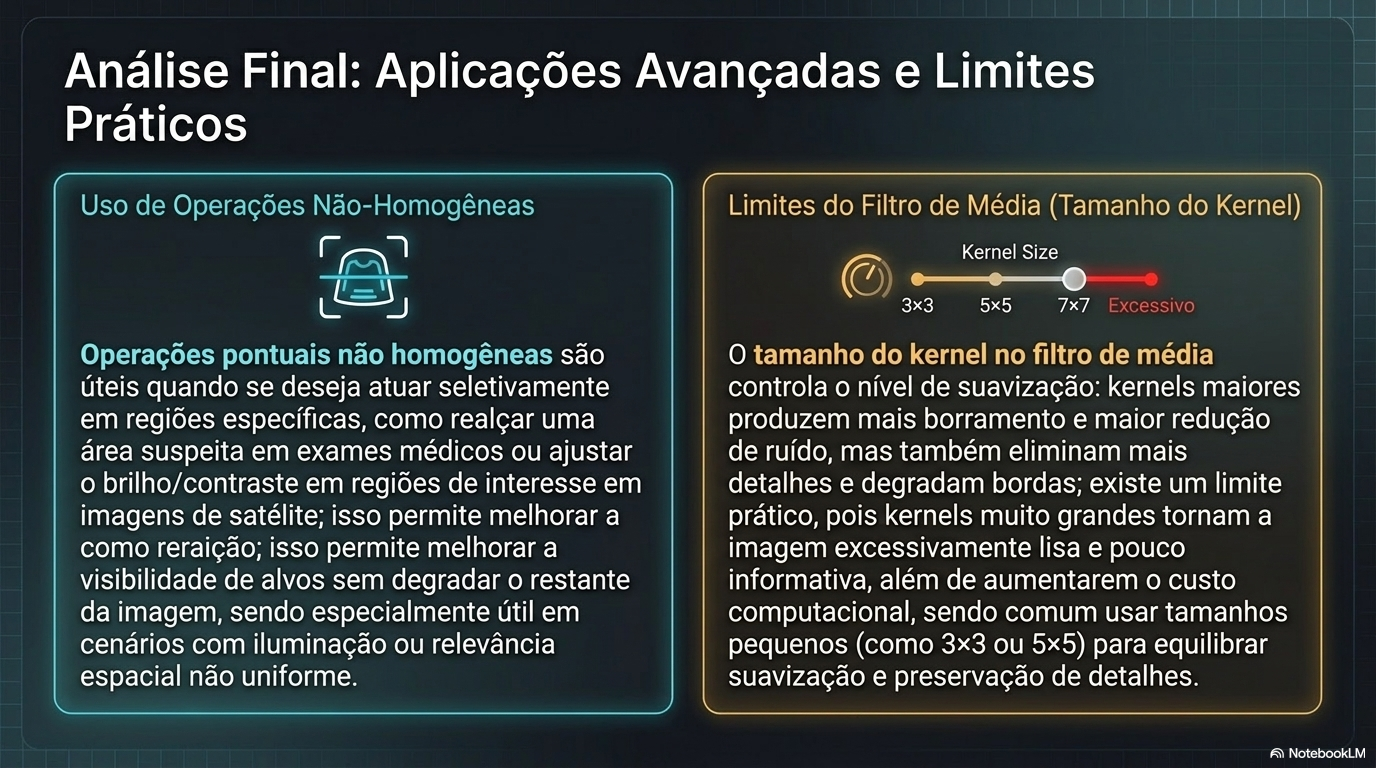 Análise Final: Aplicações Avançadas e Limites
Práticos
Uso de Operações Não-Homogêneas
Operações pontuais não homogêneas são
úteis quando se deseja atuar seletivamente
em regiões específicas, como realçar uma
área suspeita em exames médicos ou ajustar
o brilho/contraste em regiões de interesse em
imagens de satélite; isso permite melhorar a
como reraição; isso permite melhorar a
visibilidade de alvos sem degradar o restante
da imagem, sendo especialmente útil em
cenários com iluminação ou relevância
espacial não uniforme.
Limites do Filtro de Média (Tamanho do Kernel)
Kernel Size
3×3 5×5 7×7 Excessivo
O tamanho do kernel no filtro de média
controla o nível de suavização: kernels maiores
produzem mais borramento e maior redução
de ruído, mas também eliminam mais
detalhes e degradam bordas; existe um limite
prático, pois kernels muito grandes tornam a
imagem excessivamente lisa e pouco
informativa, além de aumentarem o custo
computacional, sendo comum usar tamanhos
pequenos (como 3×3 ou 5×5) para equilibrar
suavização e preservação de detalhes.
NotebookLM